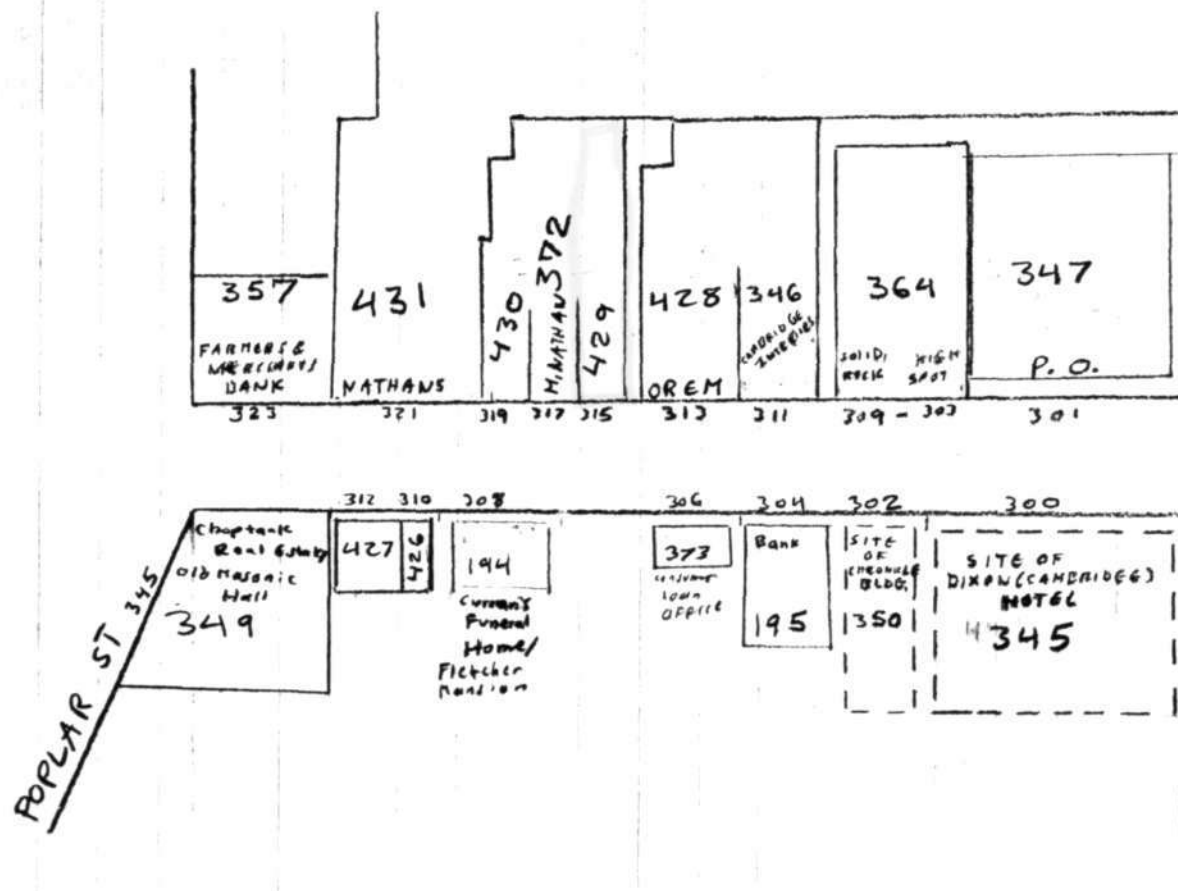 357
FARMERS &
MERCHANTS
BANK
431
NATHANS
430
M. NATHAN 372
429
428
OREM
346
CAMBRIDGE
INTERIORS
364
SOLID ROCK
HIGH SPOT
347
P.O.
323
321
319
317
315
313
311
309 - 303
301
312
310
308
306
304
302
300
Choptank
Real Estate
Old Masonic
Hall
349
427
426
194
Curran's
Funeral
Home/
Fletcher
Mansion
373
consumer
loan
OFFICE
Bank
195
SITE
OF
CHRONICLE
BLDG.
350
SITE OF
DIXON (CAMBRIDGE)
HOTEL
345
POPLAR ST 345